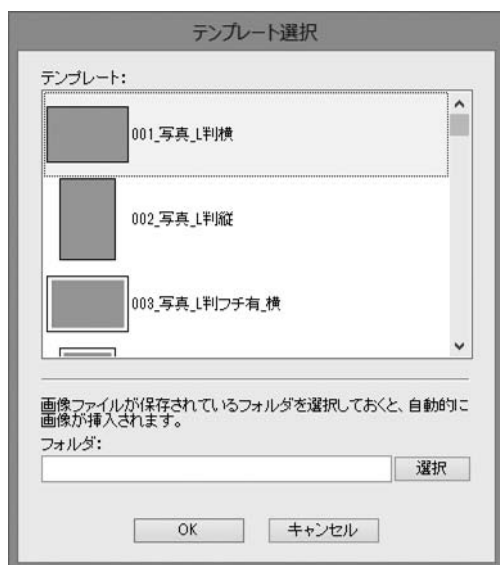 テンプレート選択
テンプレート：
001_写真_L判横
002_写真_L判縦
003_写真_L判フチ有_横
画像ファイルが保存されているフォルダを選択しておくと、自動的に
画像が挿入されます。
フォルダ：
選択
OK
キャンセル